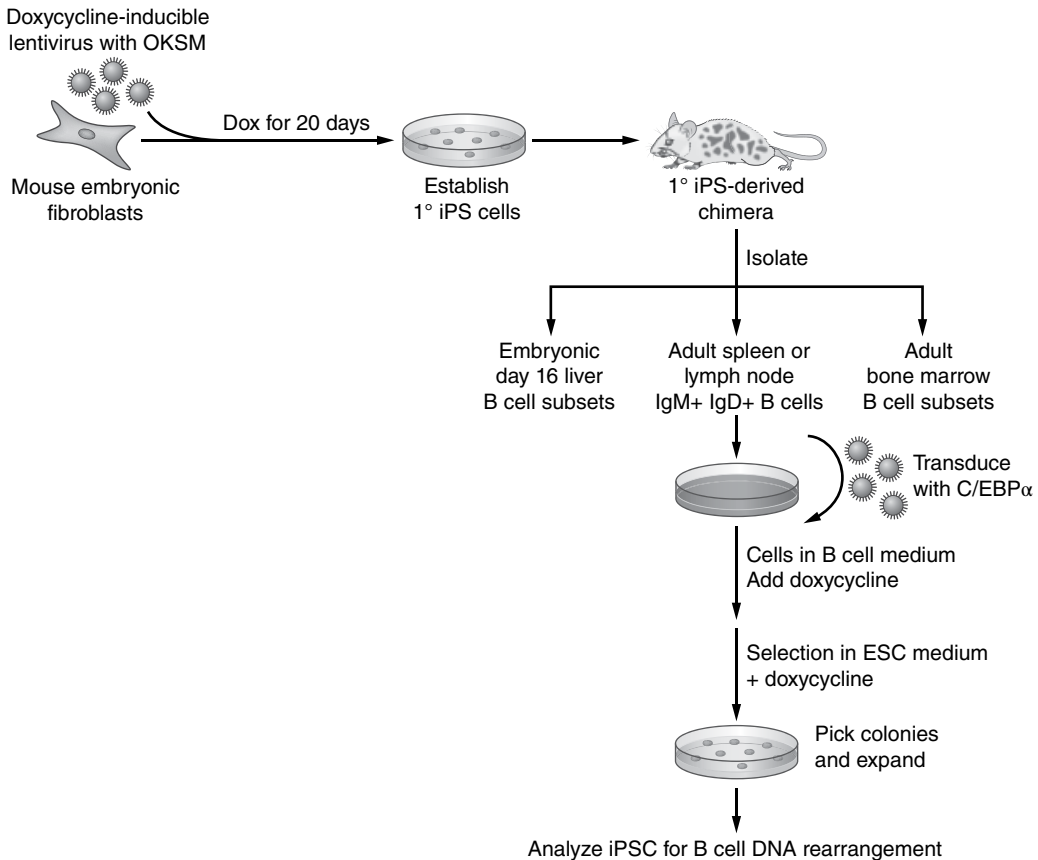 Doxycycline-inducible
lentivirus with OKSM
Dox for 20 days
Mouse embryonic
fibroblasts
Establish
1° iPS cells
1° iPS-derived
chimera
Isolate
Embryonic
day 16 liver
B cell subsets
Adult spleen or
lymph node
IgM+ IgD+ B cells
Adult
bone marrow
B cell subsets
Transduce
with C/EBPα
Cells in B cell medium
Add doxycycline
Selection in ESC medium
+ doxycycline
Pick colonies
and expand
Analyze iPSC for B cell DNA rearrangement